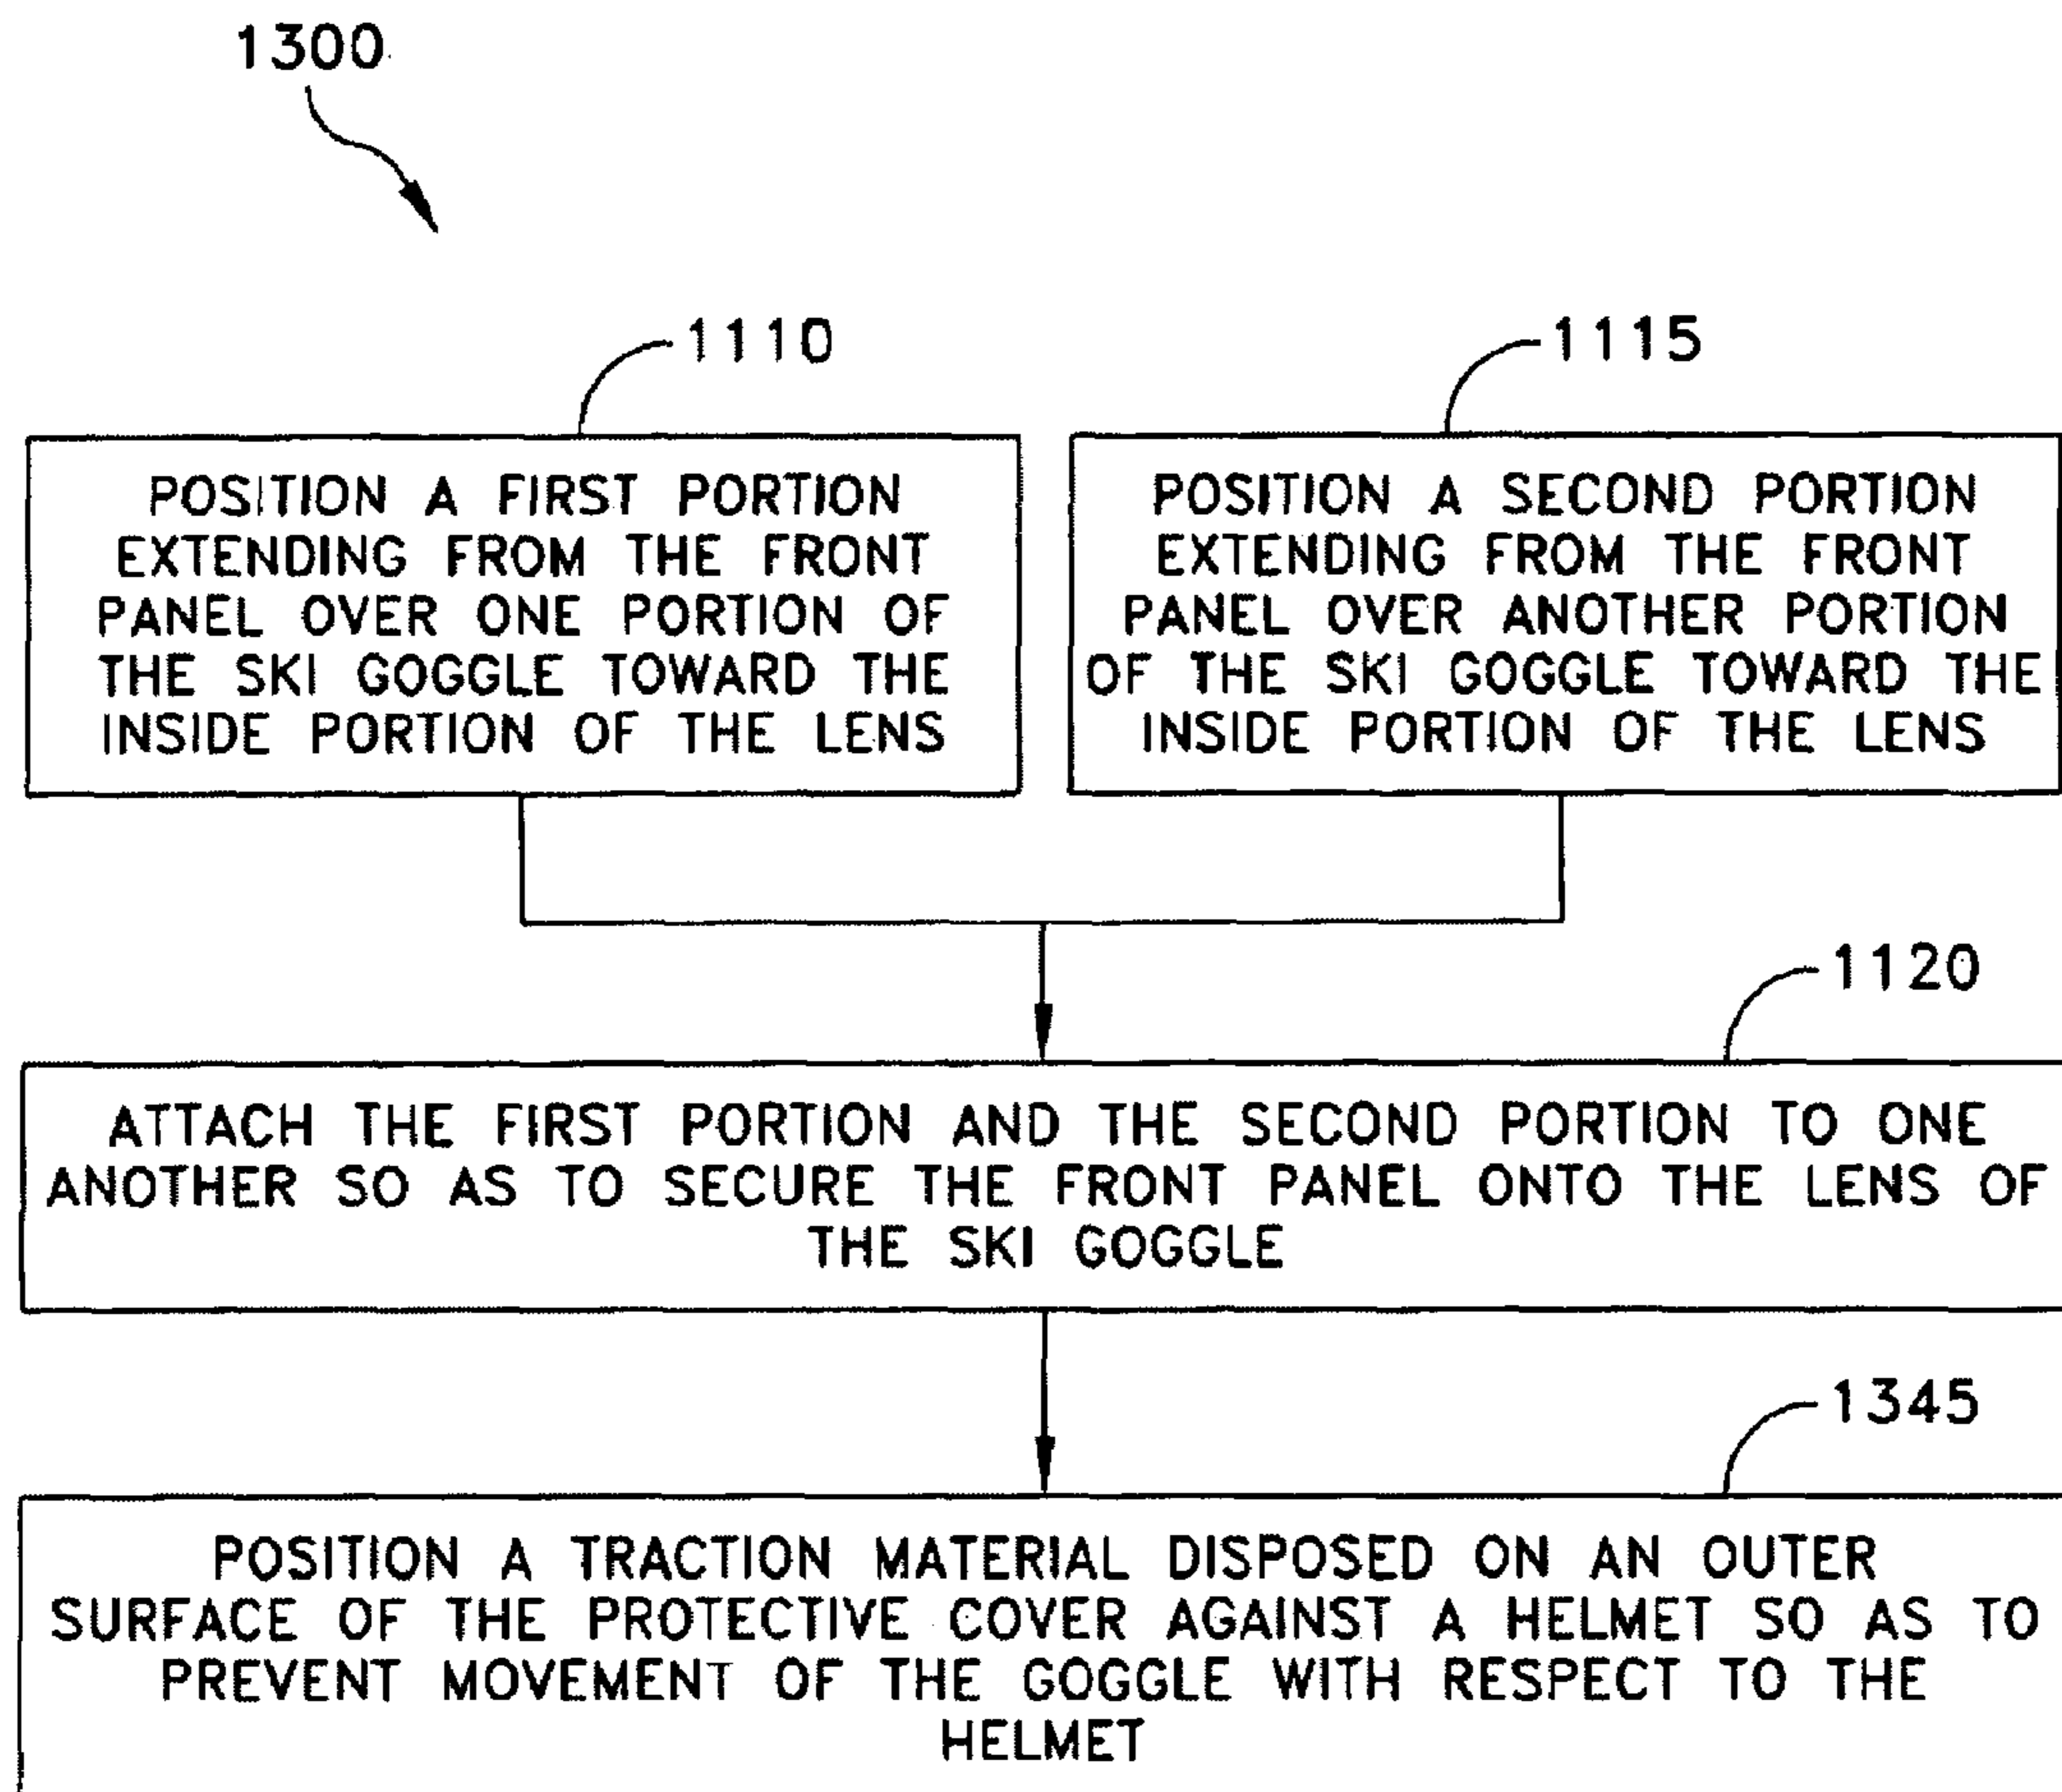 1300
1110
POSITION A FIRST PORTION
EXTENDING FROM THE FRONT
PANEL OVER ONE PORTION OF
THE SKI GOGGLE TOWARD THE
INSIDE PORTION OF THE LENS
1115
POSITION A SECOND PORTION
EXTENDING FROM THE FRONT
PANEL OVER ANOTHER PORTION
OF THE SKI GOGGLE TOWARD THE
INSIDE PORTION OF THE LENS
1120
ATTACH THE FIRST PORTION AND THE SECOND PORTION TO ONE
ANOTHER SO AS TO SECURE THE FRONT PANEL ONTO THE LENS OF
THE SKI GOGGLE
1345
POSITION A TRACTION MATERIAL DISPOSED ON AN OUTER
SURFACE OF THE PROTECTIVE COVER AGAINST A HELMET SO AS TO
PREVENT MOVEMENT OF THE GOGGLE WITH RESPECT TO THE
HELMET